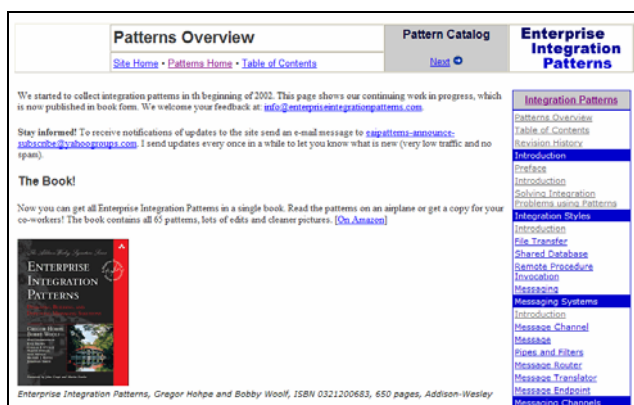 Patterns Overview
Site Home • Patterns Home • Table of Contents
Pattern Catalog
Next
Enterprise
Integration
Patterns
We started to collect integration patterns in th beginning of 2002. This page shows our continuing work in progress, which
is now published in book form. We welcome your feedback at: info@enterpriseintegrationpatterns.com.
Stay informed! To receive notifications of updates to the site send an e-mail message to eaipatterns-announce-
subscribe@yahoogroups.com. I send updates every once in a while to let you know what is new (very low traffic and no
spam).
The Book!
Now you can get all Enterprise Integration Patterns in a single book. Read the patterns on an airplane or get a copy for your
co-workers! The book contains all 65 patterns, lots of edits and cleaner pictures. [On Amazon]
ENTERPRISE
INTEGRATION
PATTERNS
GREGOR HOHPE
BOBBY WOOLF
Enterprise Integration Patterns, Gregor Hohpe and Bobby Woolf, ISBN 0321200683, 650 pages, Addison-Wesley
Integration Patterns
Patterns Overview
Table of Contents
Revision History
Introduction
Preface
Introduction
Solving Integration
Problems using Patterns
Integration Styles
Introduction
File Transfer
Shared Database
Remote Procedure
Invocation
Messaging
Messaging Systems
Introduction
Message Channel
Message
Pipes and Filters
Message Router
Message Translator
Message Endpoint
Messaging Channels